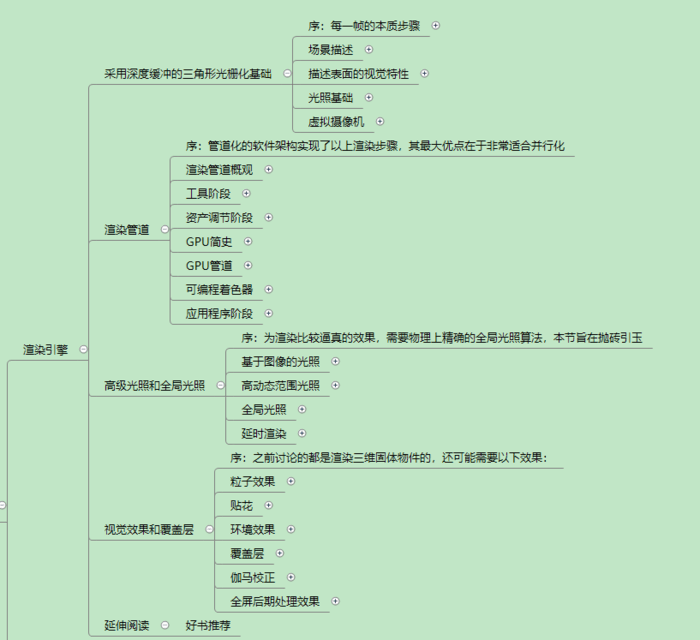 序：每一帧的本质步骤
场景描述
采用深度缓冲的三角形光栅化基础
描述表面的视觉特性
光照基础
虚拟摄像机
序：管道化的软件架构实现了以上渲染步骤，其最大优点在于非常适合并行化
渲染管道概观
工具阶段
资产调节阶段
渲染管道
GPU简史
GPU管道
可编程着色器
应用程序阶段
序：为渲染比较逼真的效果，需要物理上精确的全局光照算法，本节旨在抛砖引玉
渲染引擎
基于图像的光照
高级光照和全局光照
高动态范围光照
全局光照
延时渲染
序：之前讨论的都是渲染三维固体物件的，还可能需要以下效果：
粒子效果
贴花
视觉效果和覆盖层
环境效果
覆盖层
伽马校正
全屏后期处理效果
延伸阅读
好书推荐